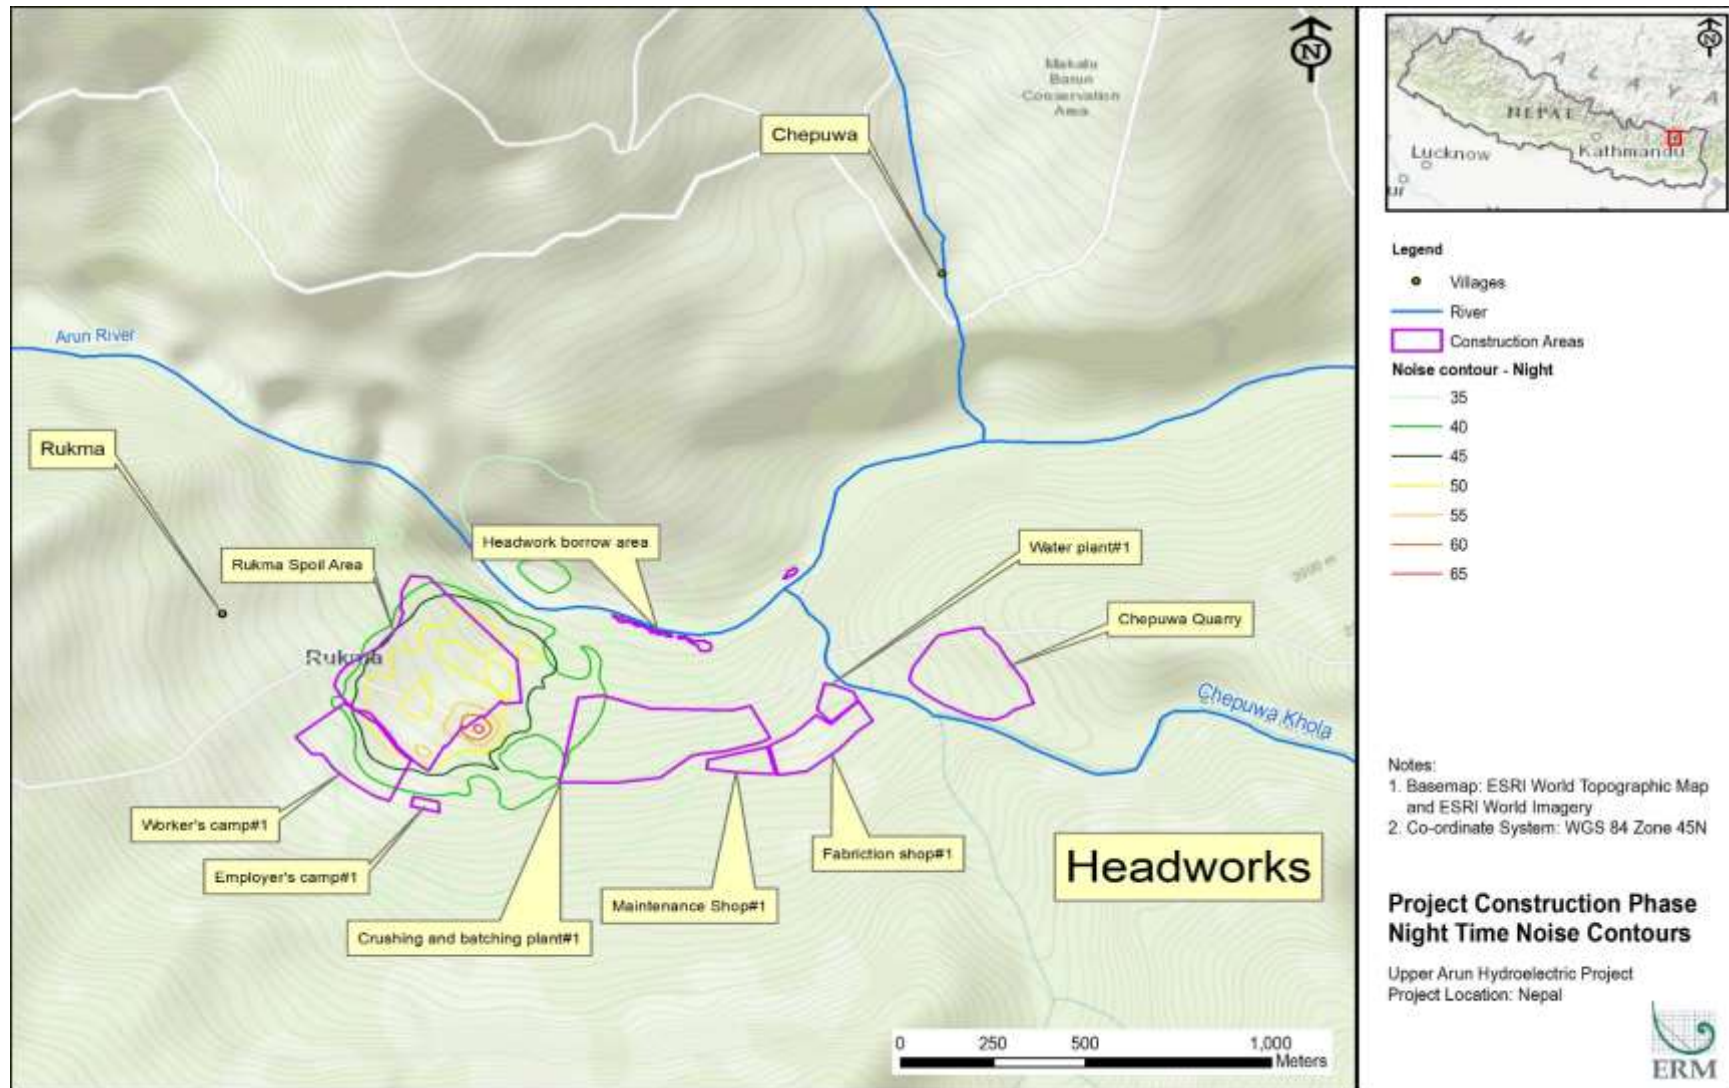 Makalu
Barun
Conservation
Area
Chepuwa
Arun River
Rukma
Headwork borrow area
Rukma Spoil Area
Water plant#1
Chepuwa Quarry
Rukma
Chepuwa Khola
Worker's camp#1
Employer's camp#1
Crushing and batching plant#1
Maintenance Shop#1
Fabriction shop#1
Headworks
0 250 500 1,000
Meters
N
N
HIMALAYA
NEPAL
Lucknow
Kathmandu
ur
Legend
Villages
River
Construction Areas
Noise contour - Night
35
40
45
50
55
60
65
Notes:
1. Basemap: ESRI World Topographic Map
and ESRI World Imagery
2. Co-ordinate System: WGS 84 Zone 45N
Project Construction Phase
Night Time Noise Contours
Upper Arun Hydroelectric Project
Project Location: Nepal
ERM